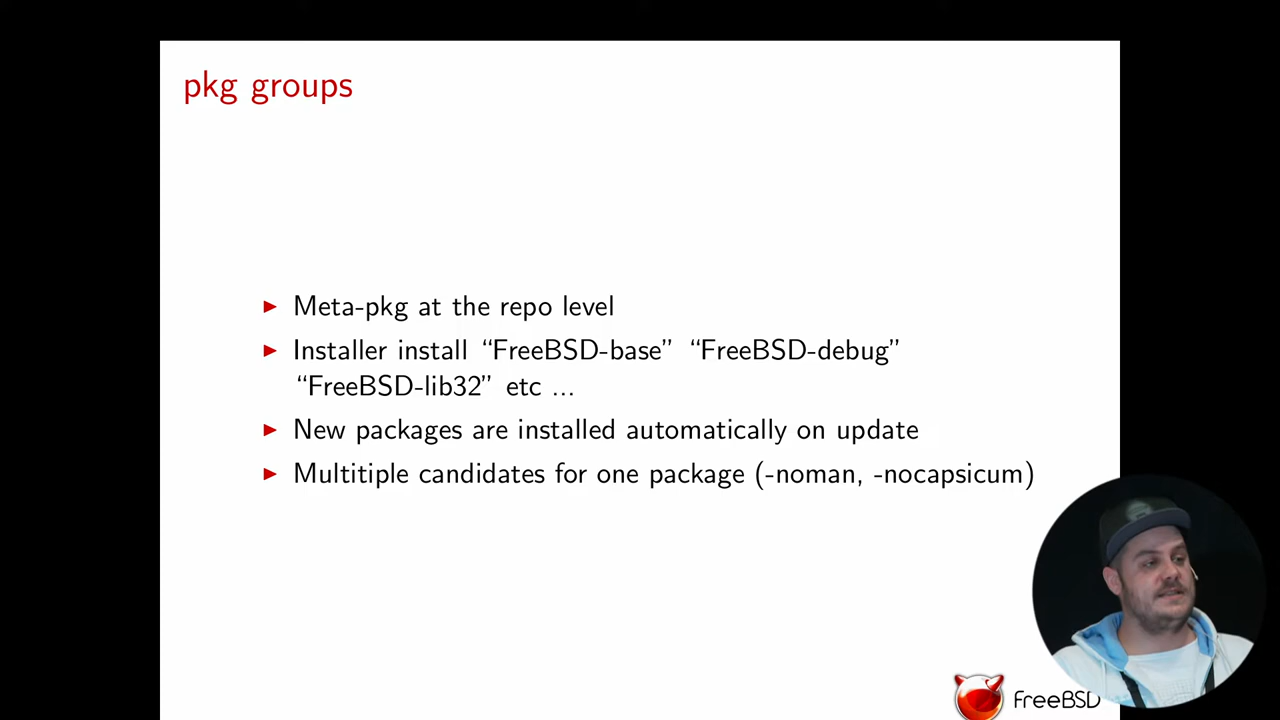 pkg groups
Meta-pkg at the repo level
Installer install “FreeBSD-base” “FreeBSD-debug”
“FreeBSD-lib32” etc ...
New packages are installed automatically on update
Multitiple candidates for one package (-noman, -nocapsicum)
FreeBSD